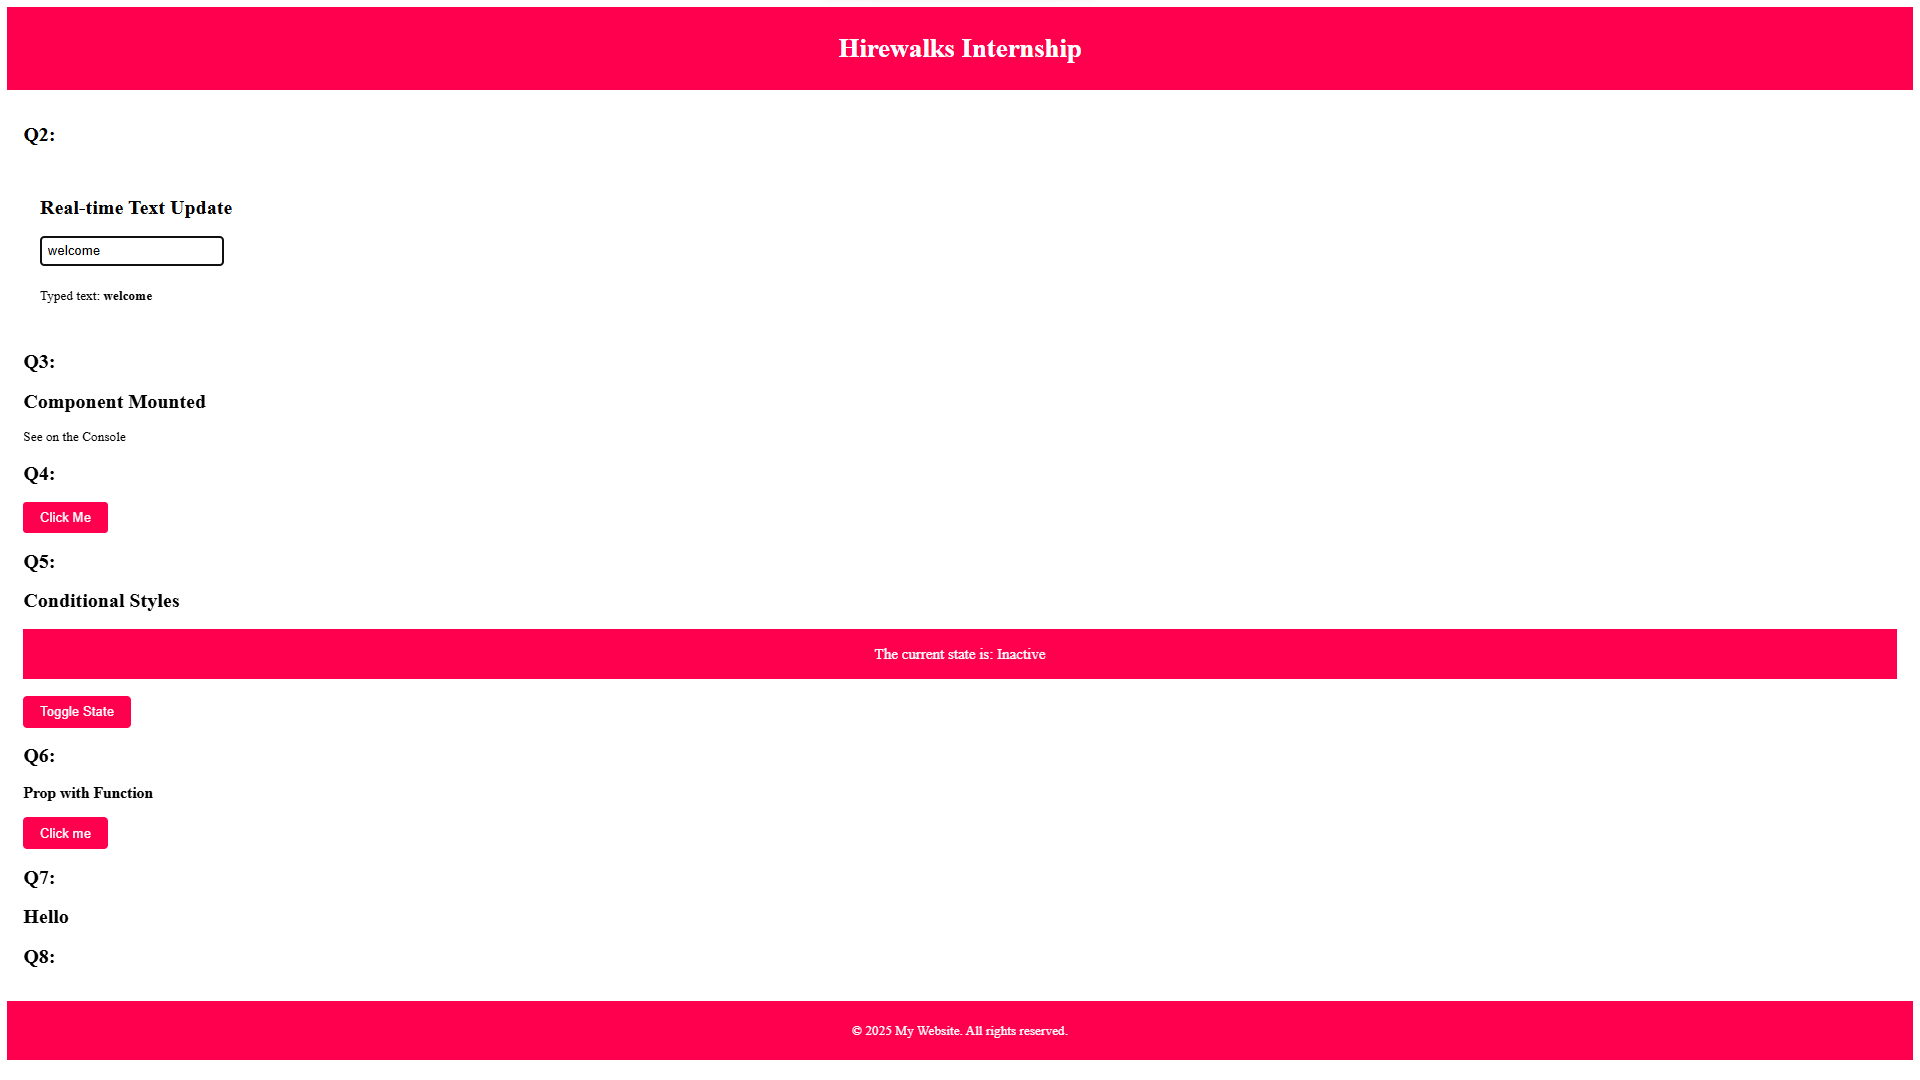 Hirewalks Internship
Q2:
Real-time Text Update
welcome
Typed text: welcome
Q3:
Component Mounted
See on the Console
Q4:
Click Me
Q5:
Conditional Styles
The current state is: Inactive
Toggle State
Q6:
Prop with Function
Click me
Q7:
Hello
Q8:
© 2025 My Website. All rights reserved.